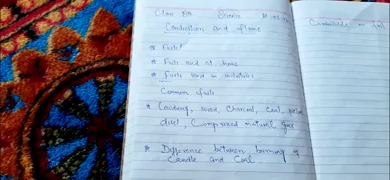 Class 8th Science
Combustion and flame
* Fuels!
* Fuels used at home
* Fuels used in industries
Common fuels
* Cowdung, wood, Charcoal, Coal, petrol
diesel, Compressed natural gas
* Difference between burning of
Candle and Coal.